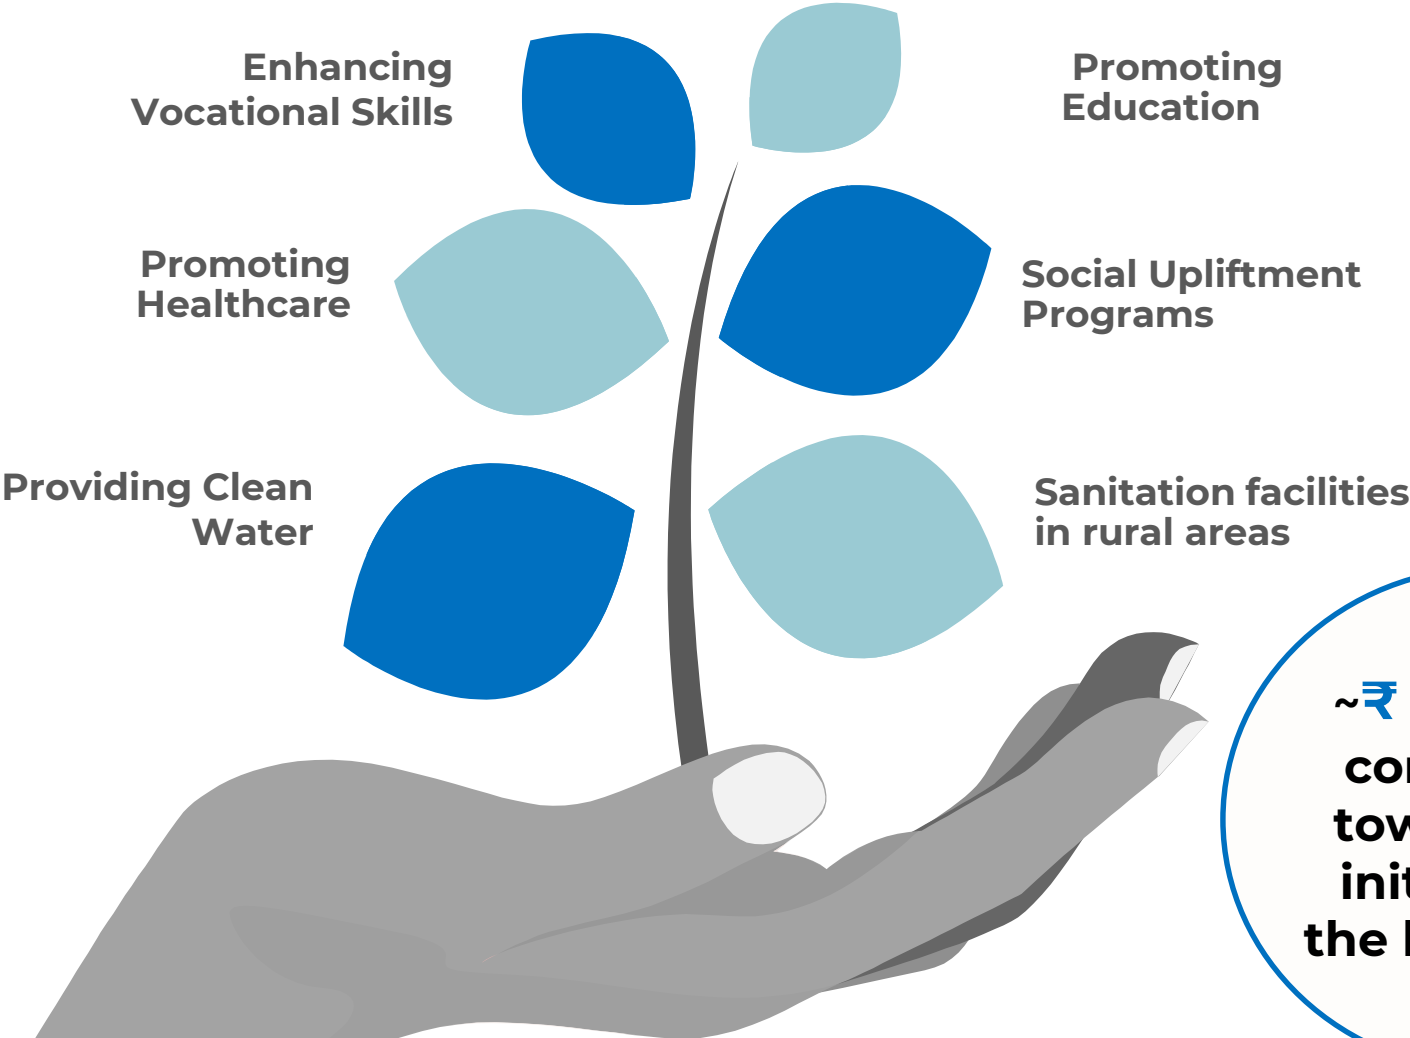 Enhancing
Vocational Skills
Promoting
Education
Promoting
Healthcare
Social Upliftment
Programs
Providing Clean
Water
Sanitation facilities
in rural areas
~₹
the